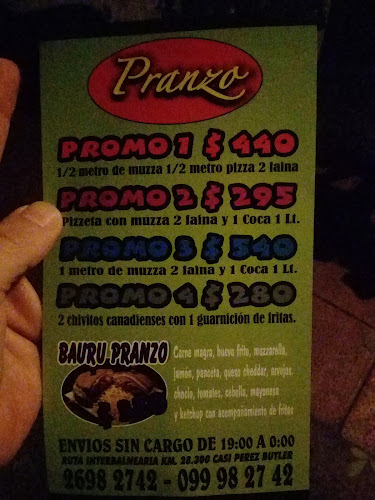 Pranzo
PROMO 1 $ 440
1/2 metro de muzza 1/2 metro pizza 2 faina
PROMO 2 $ 295
Pizzeta con muzza 2 faina y 1 Coca 1 Lt.
PROMO 3 $ 540
1 metro de muzza 2 faina y 1 Coca 1 Lt.
PROMO 4 $ 280
2 chivitos canadienses con 1 guarnición de fritas.
BAURU PRANZO
Carne magra, huevo frito, muzzarella,
jamón, panceta, queso cheddar, arvejas,
choclo, tomates, cebolla, mayonesa
y ketchup con acompañamiento de fritas
ENVIOS SIN CARGO DE 19:00 A 0:00
RUTA INTERBALNEARIA KM. 28.200 CASI PEREZ BUTLER
2698 2742 - 099 98 27 42